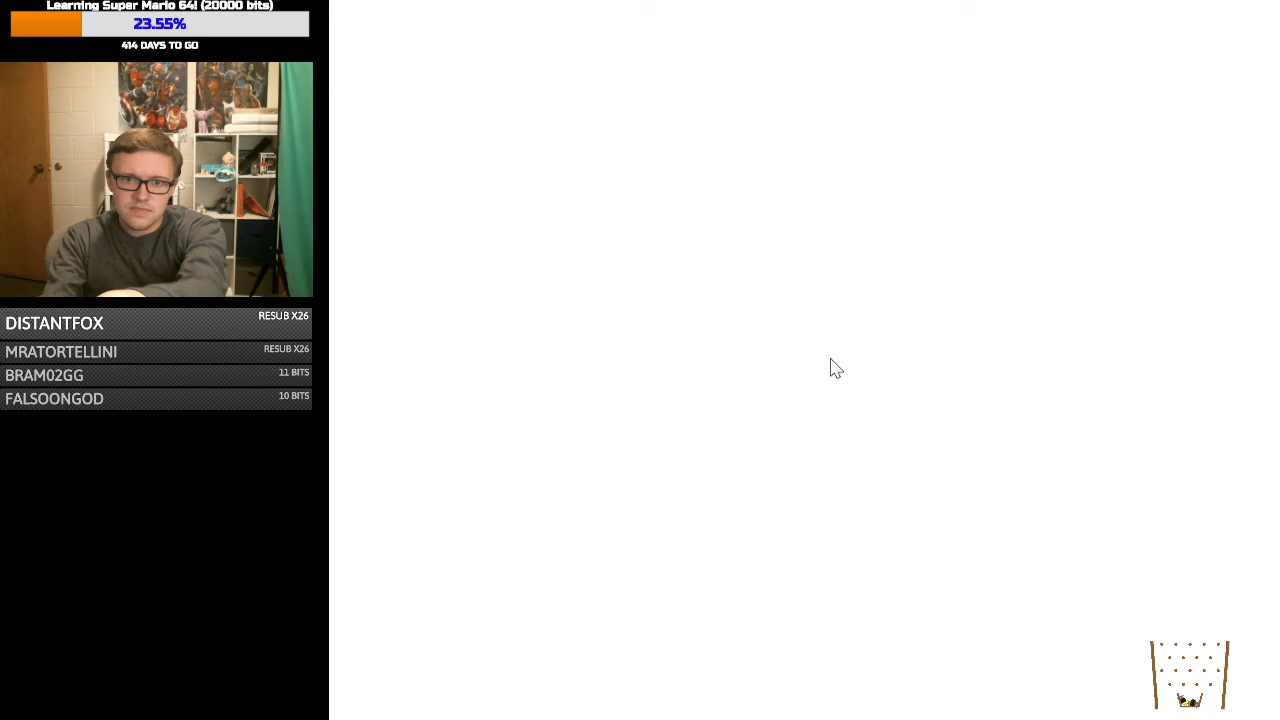 Learning Super Mario 64! (20000 bits)
23.55%
414 DAYS TO GO
DISTANTFOX RESUB X26
MRATORTELLINI RESUB X26
BRAM02GG 11 BITS
FALSOONGOD 10 BITS